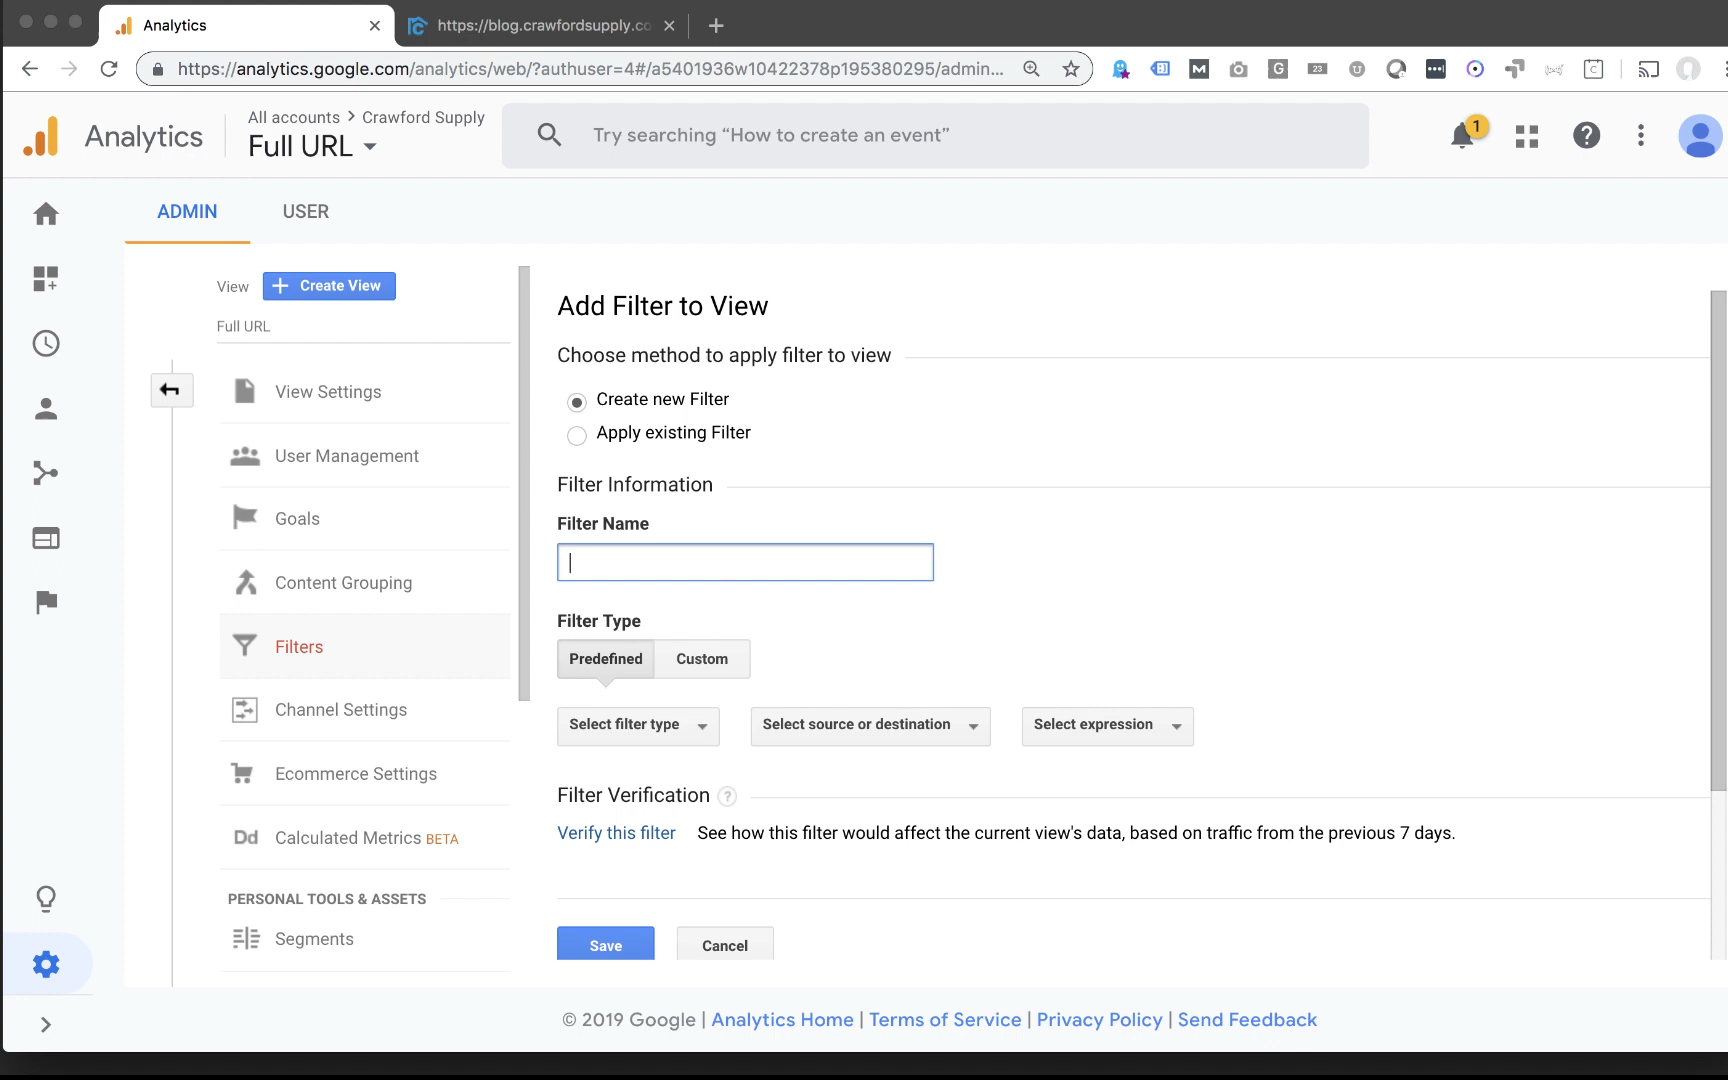 Analytics
https://blog.crawfordsupply.co
https://analytics.google.com/analytics/web/?authuser=4#/a5401936w10422378p195380295/admin...
M
G
23
Analytics
All accounts > Crawford Supply
Full URL
Try searching “How to create an event”
1
ADMIN
USER
View
Create View
Full URL
View Settings
User Management
Goals
Content Grouping
Filters
Channel Settings
Ecommerce Settings
Dd Calculated Metrics BETA
PERSONAL TOOLS & ASSETS
Segments
Add Filter to View
Choose method to apply filter to view
Create new Filter
Apply existing Filter
Filter Information
Filter Name
Filter Type
Predefined
Custom
Select filter type
Select source or destination
Select expression
Filter Verification ?
Verify this filter See how this filter would affect the current view's data, based on traffic from the previous 7 days.
Save
Cancel
© 2019 Google | Analytics Home | Terms of Service | Privacy Policy | Send Feedback